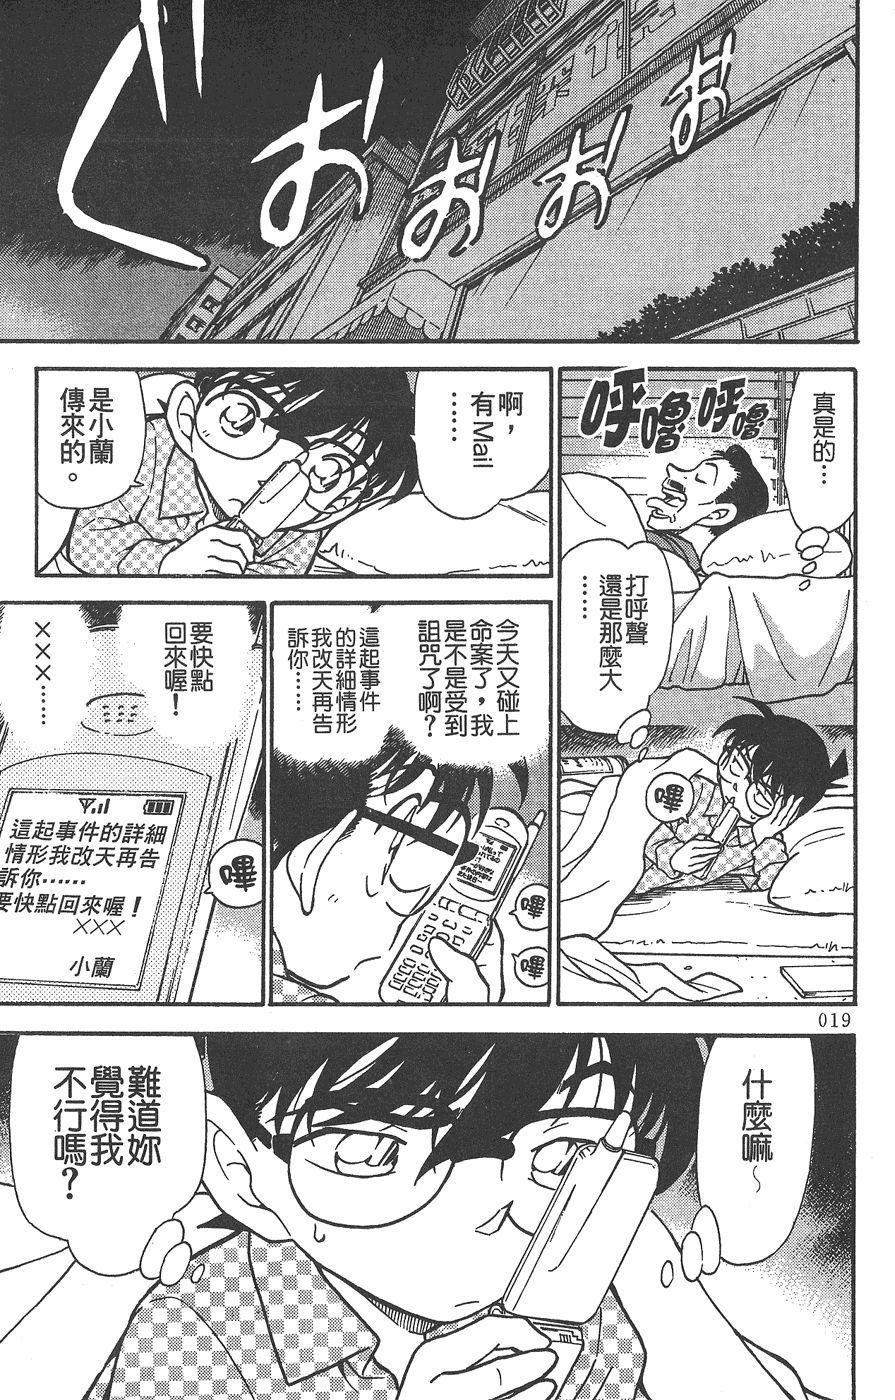 ぐおおおお
真是的…
呼嚕呼嚕
打呼聲
還是那麼大
……
嗶
嗶
啊，
有Mail
……
是小蘭
傳來的。
今天又碰上
命案了，我
是不是受到
詛咒了啊？
這起事件
的詳細情形
我改天再告
訴你……
嗶
嗶
要快點
回來喔！
×××……
這起事件的詳細
情形我改天再告
訴你……
要快點回來喔！
×××
小蘭
嗶
019
什麼嘛～
難道妳
覺得我
不行嗎？